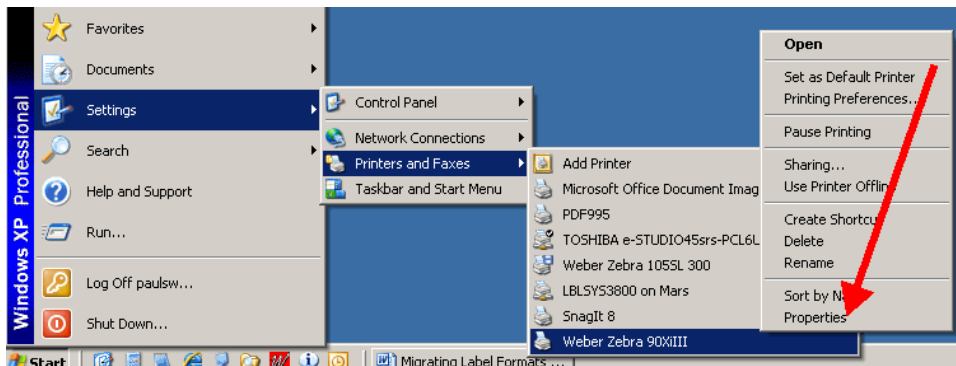 Windows XP Professional
Favorites
Documents
Settings
Search
Help and Support
Run...
Log Off paulsw...
Shut Down...
Control Panel
Network Connections
Printers and Faxes
Taskbar and Start Menu
Add Printer
Microsoft Office Document Imag
PDF995
TOSHIBA e-STUDIO45srs-PCL6L
Weber Zebra 105SL 300
LBLSYS3800 on Mars
SnagIt 8
Weber Zebra 90XiIII
Open
Set as Default Printer
Printing Preferences...
Pause Printing
Sharing...
Use Printer Offline
Create Shortcut
Delete
Rename
Sort by N
Properties
Start
Migrating Label Formats ...